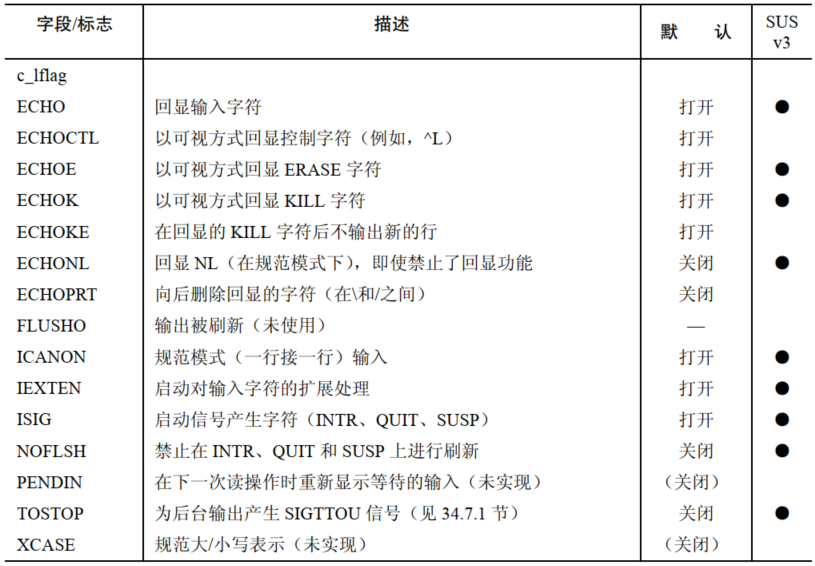 字段/标志 描述 默 认 SUS v3
c_lflag
ECHO 回显输入字符 打开 ●
ECHOCTL 以可视方式回显控制字符（例如，^L） 打开
ECHOE 以可视方式回显 ERASE 字符 打开 ●
ECHOK 以可视方式回显 KILL 字符 打开 ●
ECHOKE 在回显的 KILL 字符后不输出新的行 打开
ECHONL 回显 NL（在规范模式下），即使禁止了回显功能 关闭 ●
ECHOPRT 向后删除回显的字符（在\和/之间） 关闭
FLUSHO 输出被刷新（未使用） —
ICANON 规范模式（一行接一行）输入 打开 ●
IEXTEN 启动对输入字符的扩展处理 打开 ●
ISIG 启动信号产生字符（INTR、QUIT、SUSP） 打开 ●
NOFLSH 禁止在 INTR、QUIT 和 SUSP 上进行刷新 关闭 ●
PENDIN 在下一次读操作时重新显示等待的输入（未实现） （关闭）
TOSTOP 为后台输出产生 SIGTTOU 信号（见 34.7.1 节） 关闭 ●
XCASE 规范大/小写表示（未实现） （关闭）